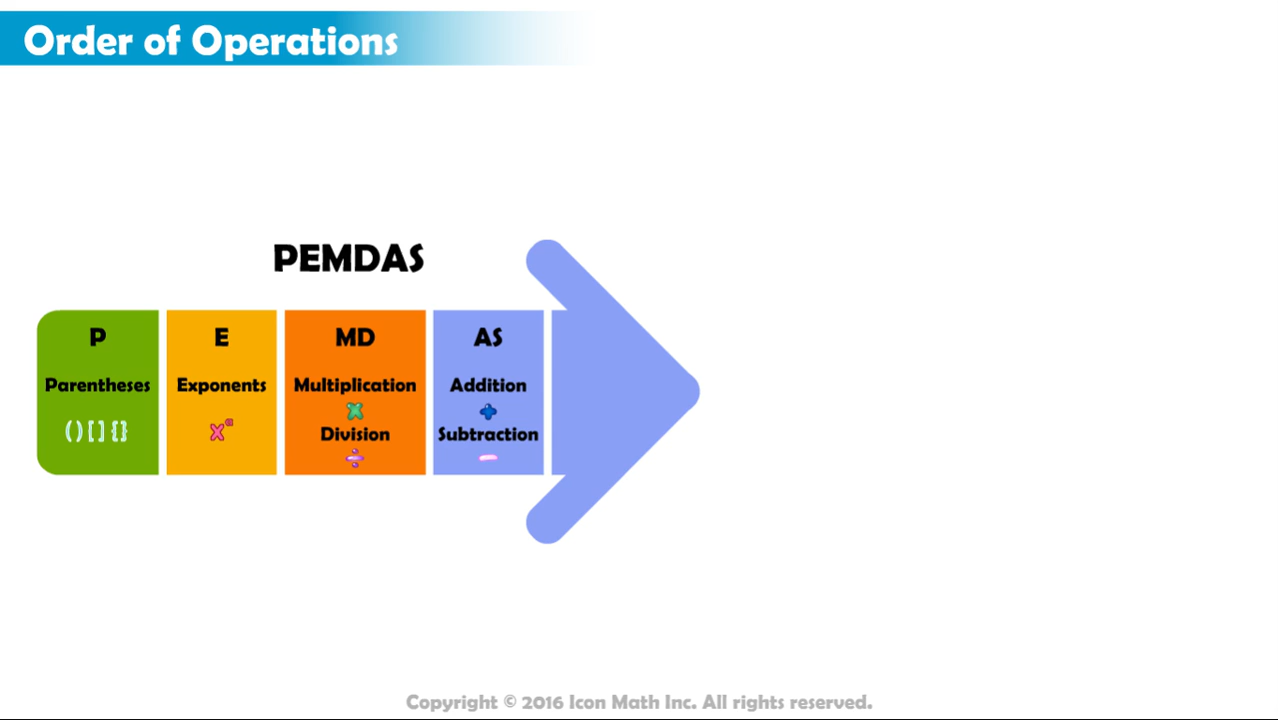 Order of Operations
PEMDAS
P
Parentheses
( ) [ ] { }
E
Exponents
xª
MD
Multiplication
×
Division
÷
AS
Addition
+
Subtraction
−
Copyright © 2016 Icon Math Inc. All rights reserved.